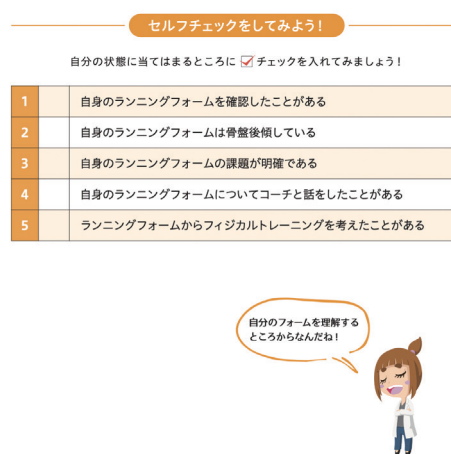 セルフチェックをしてみよう!
自分の状態に当てはまるところに ☑ チェックを入れてみましょう!
1 自身のランニングフォームを確認したことがある
2 自身のランニングフォームは骨盤後傾している
3 自身のランニングフォームの課題が明確である
4 自身のランニングフォームについてコーチと話をしたことがある
5 ランニングフォームからフィジカルトレーニングを考えたことがある
自分のフォームを理解する
ところからなんだね!